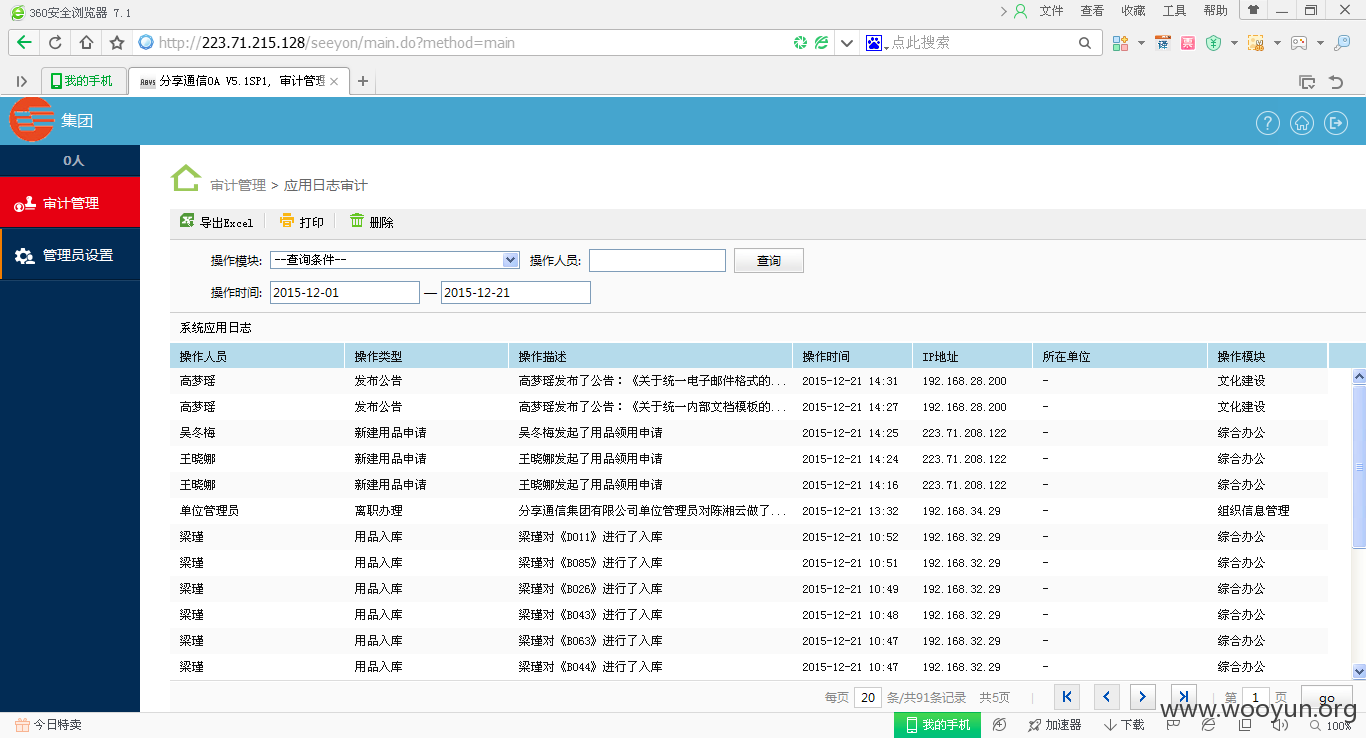 360安全浏览器 7.1 文件 查看 收藏 工具 帮助
http://223.71.215.128/seeyon/main.do?method=main 点此搜索
我的手机 分享通信OA V5.1SP1, 审计管理
集团
0人
审计管理
管理员设置
审计管理 > 应用日志审计
导出Excel 打印 删除
操作模块: --查询条件-- 操作人员: 查询
操作时间: 2015-12-01 — 2015-12-21
系统应用日志
操作人员 操作类型 操作描述 操作时间 IP地址 所在单位 操作模块
高梦瑶 发布公告 高梦瑶发布了公告：《关于统一电子邮件格式的... 2015-12-21 14:31 192.168.28.200 - 文化建设
高梦瑶 发布公告 高梦瑶发布了公告：《关于统一内部文档模板的... 2015-12-21 14:27 192.168.28.200 - 文化建设
吴冬梅 新建用品申请 吴冬梅发起了用品领用申请 2015-12-21 14:25 223.71.208.122 - 综合办公
王晓娜 新建用品申请 王晓娜发起了用品领用申请 2015-12-21 14:24 223.71.208.122 - 综合办公
王晓娜 新建用品申请 王晓娜发起了用品领用申请 2015-12-21 14:16 223.71.208.122 - 综合办公
单位管理员 离职办理 分享通信集团有限公司单位管理员对陈湘云做了... 2015-12-21 13:32 192.168.34.29 - 组织信息管理
梁瑾 用品入库 梁瑾对《D011》进行了入库 2015-12-21 10:52 192.168.32.29 - 综合办公
梁瑾 用品入库 梁瑾对《B085》进行了入库 2015-12-21 10:51 192.168.32.29 - 综合办公
梁瑾 用品入库 梁瑾对《B026》进行了入库 2015-12-21 10:49 192.168.32.29 - 综合办公
梁瑾 用品入库 梁瑾对《B043》进行了入库 2015-12-21 10:48 192.168.32.29 - 综合办公
梁瑾 用品入库 梁瑾对《B063》进行了入库 2015-12-21 10:47 192.168.32.29 - 综合办公
梁瑾 用品入库 梁瑾对《B044》进行了入库 2015-12-21 10:47 192.168.32.29 - 综合办公
每页 20 条/共91条记录 共5页 第 1 页 go
www.wooyun.org
今日特卖 我的手机 加速器 下载 100%